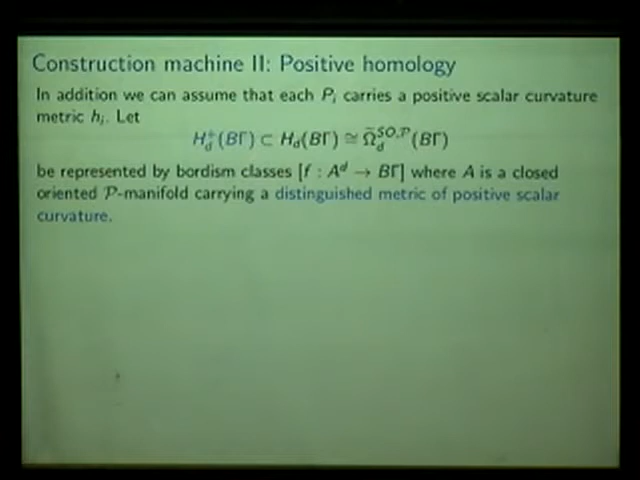 Construction machine II: Positive homology
In addition we can assume that each P_i carries a positive scalar curvature
metric h_i. Let
H_d^+(BΓ) ⊂ H_d(BΓ) ≅ Ω̃_d^{SO,𝒫}(BΓ)
be represented by bordism classes [f : A^d → BΓ] where A is a closed
oriented 𝒫-manifold carrying a distinguished metric of positive scalar
curvature.